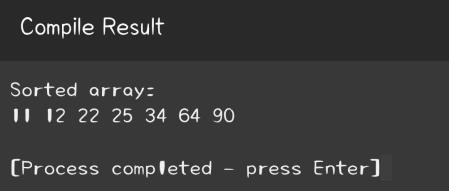 Compile Result
Sorted array:
11 12 22 25 34 64 90
[Process completed - press Enter]